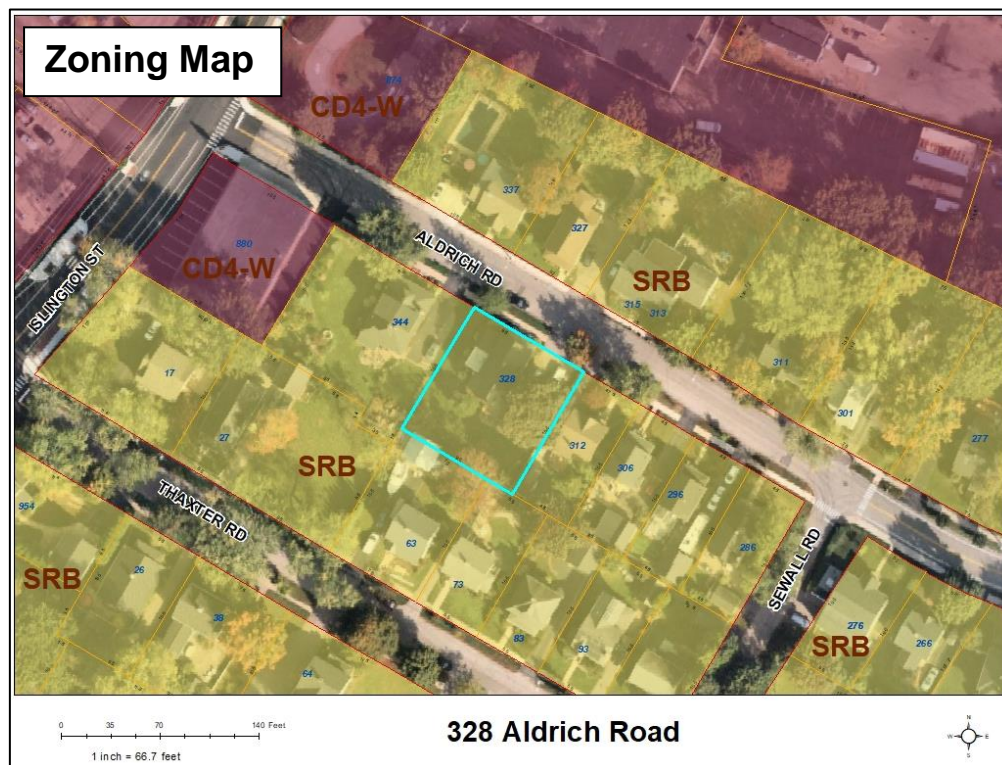 Zoning Map
CD4-W
337
327
ALDRICH RD
880
CD4-W
ISLINGTON ST
SRB
315
313
344
328
311
17
301
27
312
277
306
SRB
296
954
THAXTER RD
63
286
SEWALL RD
73
SRB
26
276
38
83
93
SRB
266
64
0 35 70 140 Feet
1 inch = 66.7 feet
328 Aldrich Road
N
W E
S